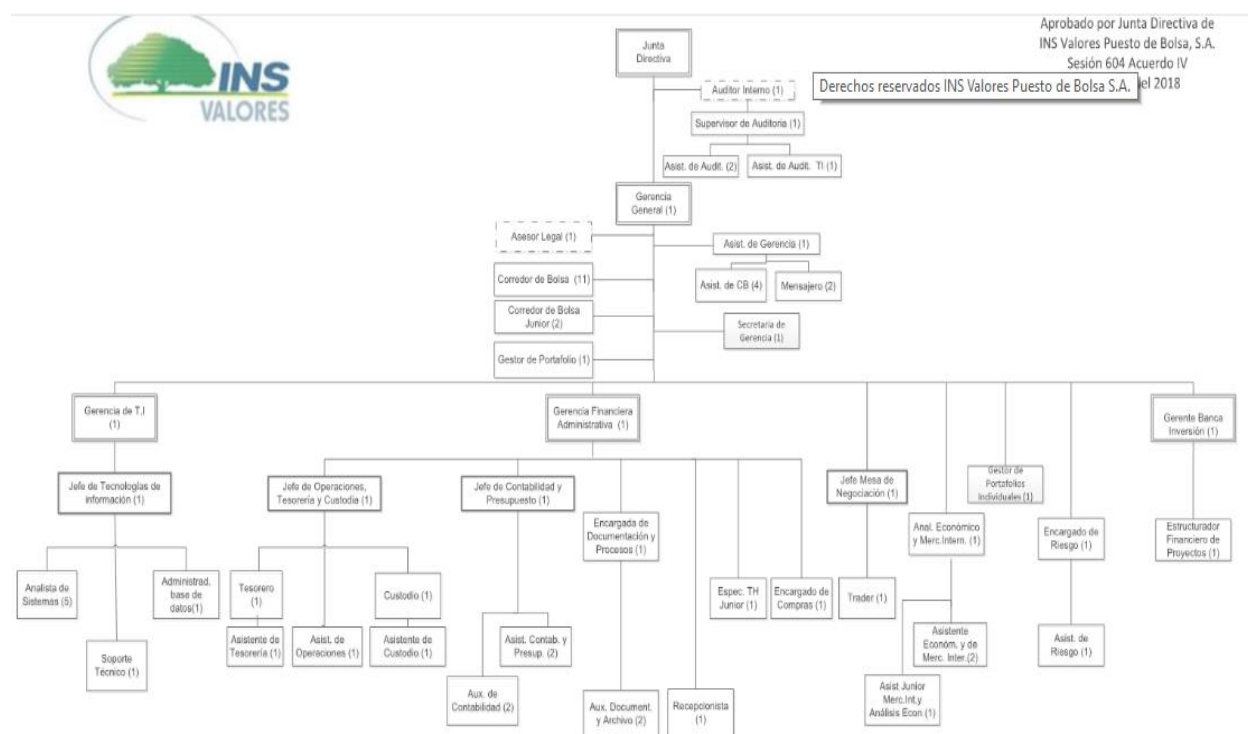 INS
VALORES
Aprobado por Junta Directiva de
INS Valores Puesto de Bolsa, S.A.
Sesión 604 Acuerdo IV
del 2018
Derechos reservados INS Valores Puesto de Bolsa S.A.
Junta
Directiva
Auditor Interno (1)
Supervisor de Auditoria (1)
Asist. de Audit. (2)
Asist. de Audit. TI (1)
Gerencia
General (1)
Asesor Legal (1)
Asist. de Gerencia (1)
Corredor de Bolsa (11)
Asist. de CB (4)
Mensajero (2)
Corredor de Bolsa
Junior (2)
Secretaria de
Gerencia (1)
Gestor de Portafolio (1)
Gerencia de T.I
(1)
Gerencia Financiera
Administrativa (1)
Gerente Banca
Inversión (1)
Jefe de Tecnologías de
información (1)
Jefe de Operaciones,
Tesorería y Custodia (1)
Jefe de Contabilidad y
Presupuesto (1)
Encargada de
Documentación y
Procesos (1)
Jefe Mesa de
Negociación (1)
Anal. Económico
y Merc.Intern. (1)
Gestor de
Portafolios
Individuales (1)
Encargado de
Riesgo (1)
Estructurador
Financiero de
Proyectos (1)
Analista de
Sistemas (5)
Administrad.
base de
datos(1)
Soporte
Técnico (1)
Tesorero
(1)
Custodio (1)
Asistente de
Tesorería (1)
Asist. de
Operaciones (1)
Asistente de
Custodio (1)
Asist. Contab. y
Presup. (2)
Aux. de
Contabilidad (2)
Aux. Document.
y Archivo (2)
Recepcionista
(1)
Espec. TH
Junior (1)
Encargado de
Compras (1)
Trader (1)
Asistente
Económ. y de
Merc. Inter.(2)
Asist Junior
Merc.Int.y
Análisis Econ (1)
Asist. de
Riesgo (1)